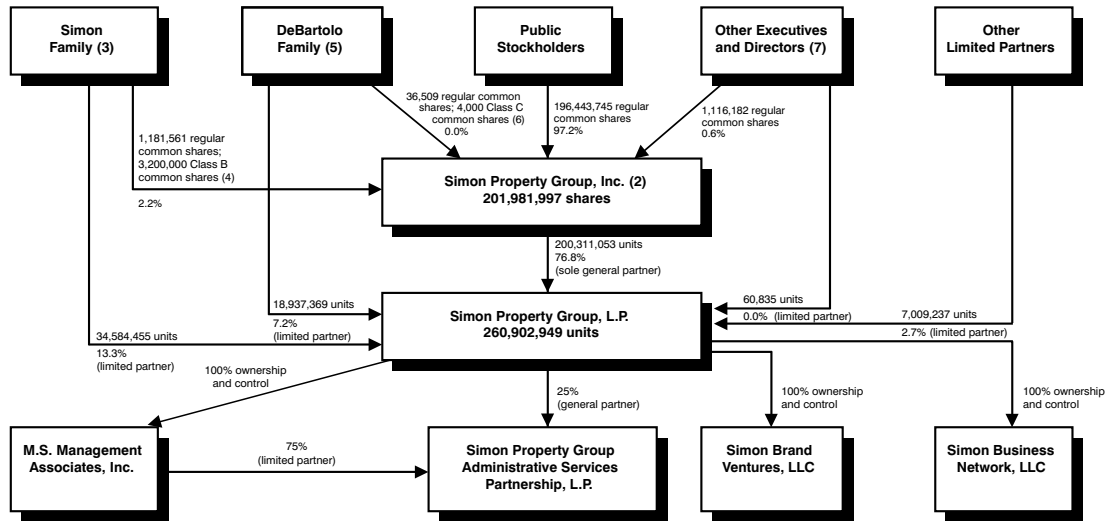 Simon
Family (3)
DeBartolo
Family (5)
Public
Stockholders
Other Executives
and Directors (7)
Other
Limited Partners
36,509 regular common
shares; 4,000 Class C
common shares (6)
0.0%
196,443,745 regular
common shares
97.2%
1,116,182 regular
common shares
0.6%
1,181,561 regular
common shares;
3,200,000 Class B
common shares (4)
2.2%
Simon Property Group, Inc. (2)
201,981,997 shares
200,311,053 units
76.8%
(sole general partner)
18,937,369 units
7.2%
(limited partner)
34,584,455 units
13.3%
(limited partner)
Simon Property Group, L.P.
260,902,949 units
60,835 units
0.0% (limited partner)
7,009,237 units
2.7% (limited partner)
100% ownership
and control
25%
(general partner)
100% ownership
and control
100% ownership
and control
M.S. Management
Associates, Inc.
75%
(limited partner)
Simon Property Group
Administrative Services
Partnership, L.P.
Simon Brand
Ventures, LLC
Simon Business
Network, LLC